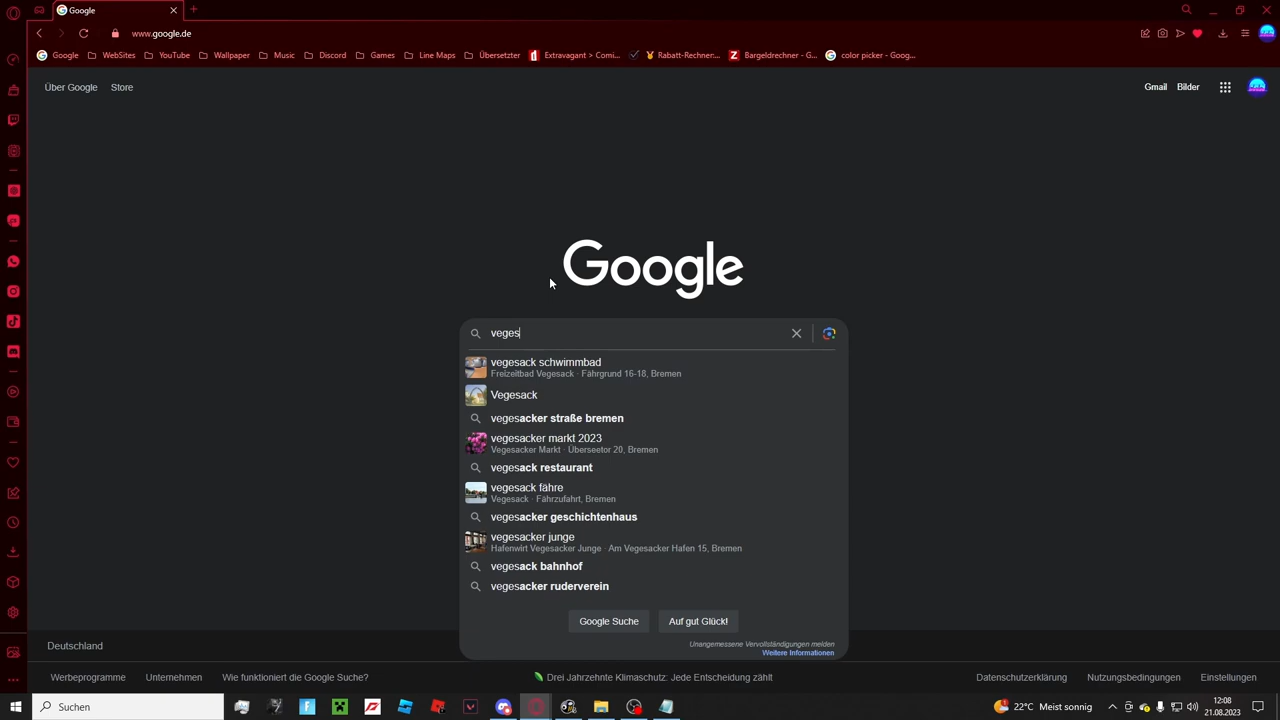 Google
www.google.de
Google WebSites YouTube Wallpaper Music Discord Games Line Maps Übersetzter Extravagant > Comi... Rabatt-Rechner:... Bargeldrechner - G... color picker - Goog...
Über Google Store Gmail Bilder
Google
veges
vegesack schwimmbad
Freizeitbad Vegesack · Fährgrund 16-18, Bremen
Vegesack
vegesacker straße bremen
vegesacker markt 2023
Vegesacker Markt · Überseetor 20, Bremen
vegesack restaurant
vegesack fähre
Vegesack · Fährzufahrt, Bremen
vegesacker geschichtenhaus
vegesacker junge
Hafenwirt Vegesacker Junge · Am Vegesacker Hafen 15, Bremen
vegesack bahnhof
vegesacker ruderverein
Google Suche Auf gut Glück!
Unangemessene Vervollständigungen melden
Weitere Informationen
Deutschland
Werbeprogramme Unternehmen Wie funktioniert die Google Suche? Drei Jahrzehnte Klimaschutz: Jede Entscheidung zählt Datenschutzerklärung Nutzungsbedingungen Einstellungen
Suchen 22°C Meist sonnig 12:08
21.08.2023